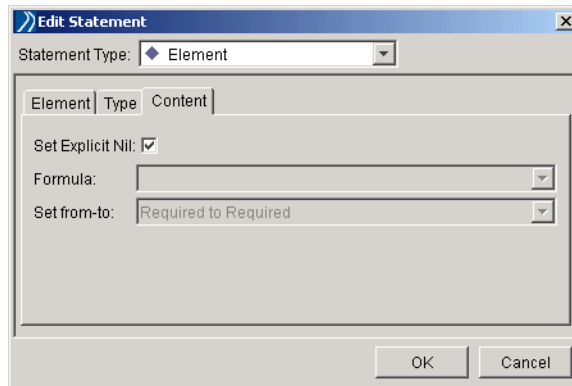 Edit Statement
Statement Type: Element
Element Type Content
Set Explicit Nil:
Formula:
Set from-to: Required to Required
OK Cancel